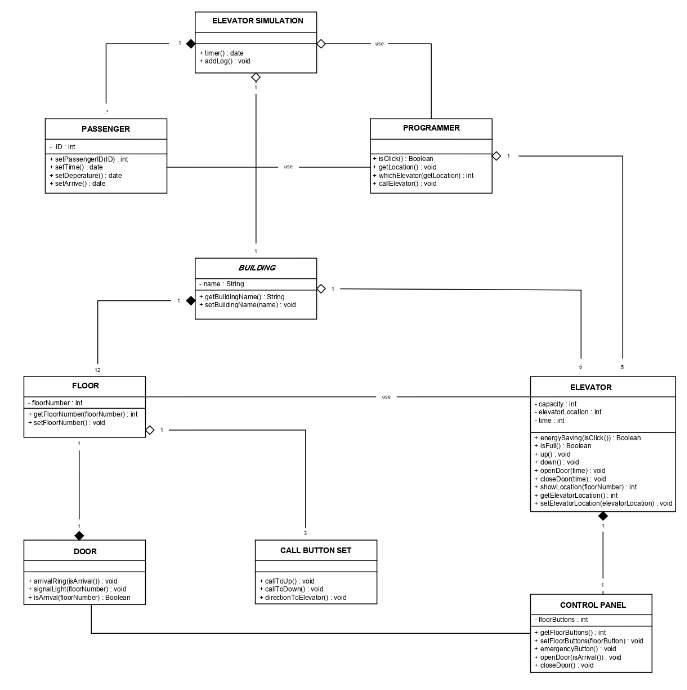 ELEVATOR SIMULATION
+ timer() : date
+ addLog() : void
1
use
1
*
PASSENGER
- ID : int
+ setPassengerID(ID) : int
+ setTime() : date
+ setDeperature() : date
+ setArrive() : date
PROGRAMMER
+ isClick() : Boolean
+ getLocation() : void
+ whichElevator(getLocation) : int
+ callElevator() : void
1
use
1
BUILDING
- name : String
+ getBuildingName() : String
+ setBuildingName(name) : void
1
1
12
5
5
FLOOR
- floorNumber : int
+ getFloorNumber(floorNumber) : int
+ setFloorNumber() : void
use
1
1
ELEVATOR
- capacity : int
- elevatorLocation : int
- time : int
+ energySaving(isClick()) : Boolean
+ isFull() : Boolean
+ up() : void
+ down() : void
+ openDoor(time) : void
+ closeDoor(time) : void
+ showLocation(floorNumber) : int
+ getElevatorLocation() : int
+ setElevatorLocation(elevatorLocation) : void
1
3
1
DOOR
+ arrivalRing(isArrival()) : void
+ signalLight(floorNumber) : void
+ isArrival(floorNumber) : Boolean
CALL BUTTON SET
+ callToUp() : void
+ callToDown() : void
+ directionToElevator() : void
1
CONTROL PANEL
- floorButtons : int
+ getFloorButtons() : int
+ setFloorButtons(floorButton) : void
+ emergencyButton() : void
+ openDoor(isArrival()) : void
+ closeDoor() : void